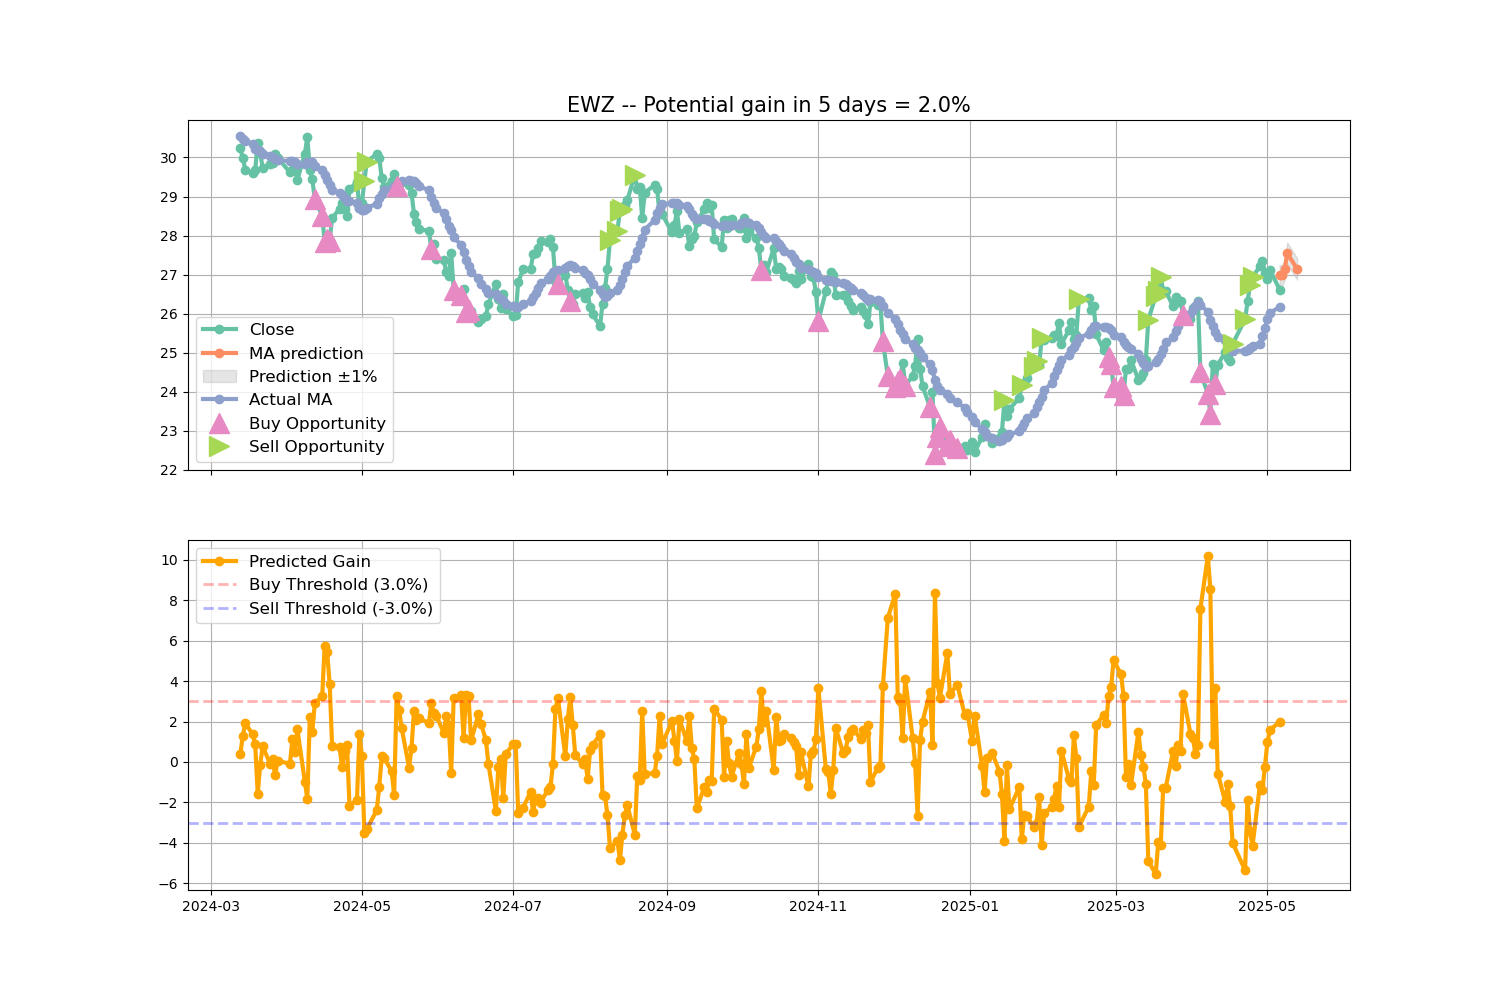 EWZ -- Potential gain in 5 days = 2.0%
30
29
28
27
26
25
24
23
22
Close
MA prediction
Prediction ±1%
Actual MA
Buy Opportunity
Sell Opportunity
10
8
6
4
2
0
−2
−4
−6
Predicted Gain
Buy Threshold (3.0%)
Sell Threshold (-3.0%)
2024-03 2024-05 2024-07 2024-09 2024-11 2025-01 2025-03 2025-05